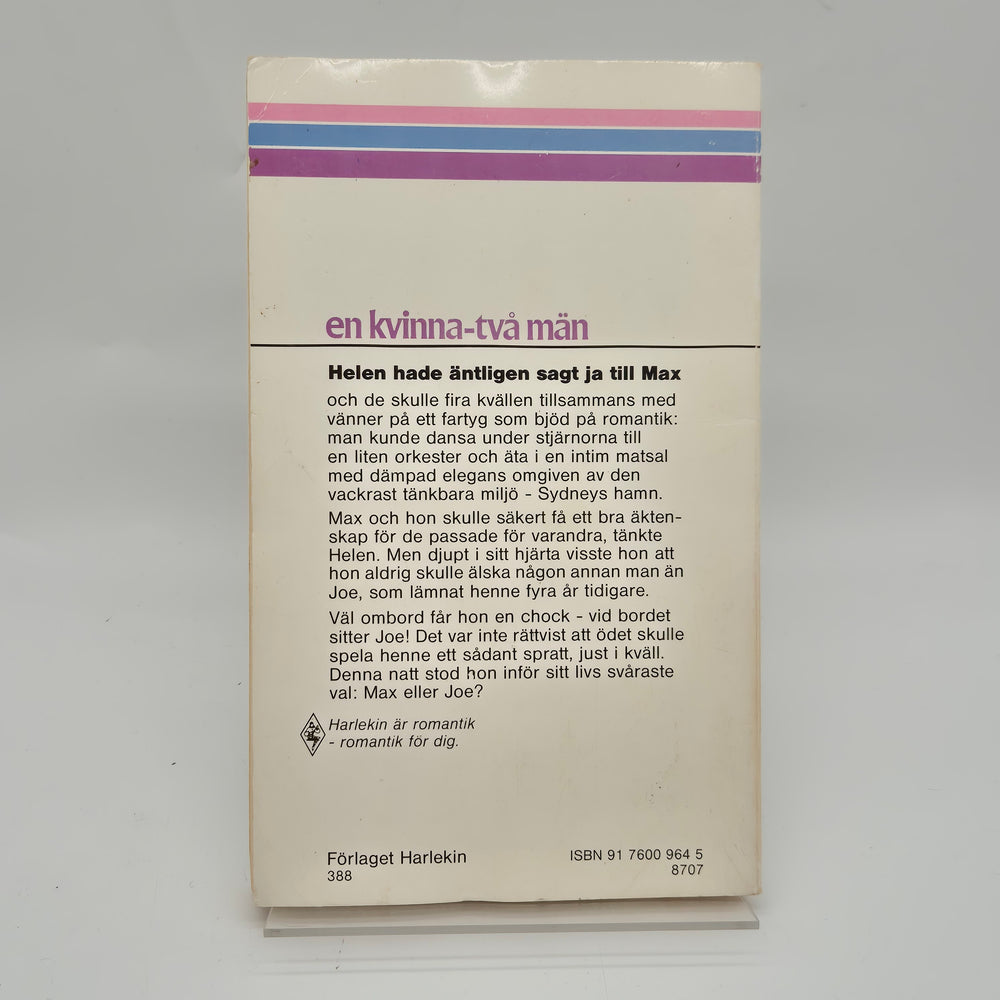 en kvinna-två män
Helen hade äntligen sagt ja till Max
och de skulle fira kvällen tillsammans med
vänner på ett fartyg som bjöd på romantik:
man kunde dansa under stjärnorna till
en liten orkester och äta i en intim matsal
med dämpad elegans omgiven av den
vackrast tänkbara miljö - Sydneys hamn.
Max och hon skulle säkert få ett bra äkten-
skap för de passade för varandra, tänkte
Helen. Men djupt i sitt hjärta visste hon att
hon aldrig skulle älska någon annan man än
Joe, som lämnat henne fyra år tidigare.
Väl ombord får hon en chock - vid bordet
sitter Joe! Det var inte rättvist att ödet skulle
spela henne ett sådant spratt, just i kväll.
Denna natt stod hon inför sitt livs svåraste
val: Max eller Joe?
Harlekin är romantik
- romantik för dig.
Förlaget Harlekin
388
ISBN 91 7600 964 5
8707